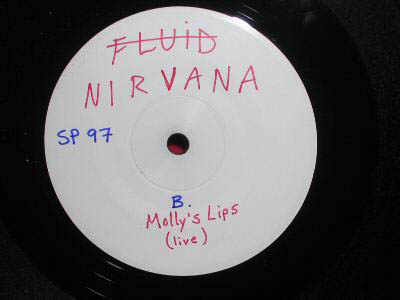 FLUID
NIRVANA
SP 97
B.
Molly's Lips
(live)